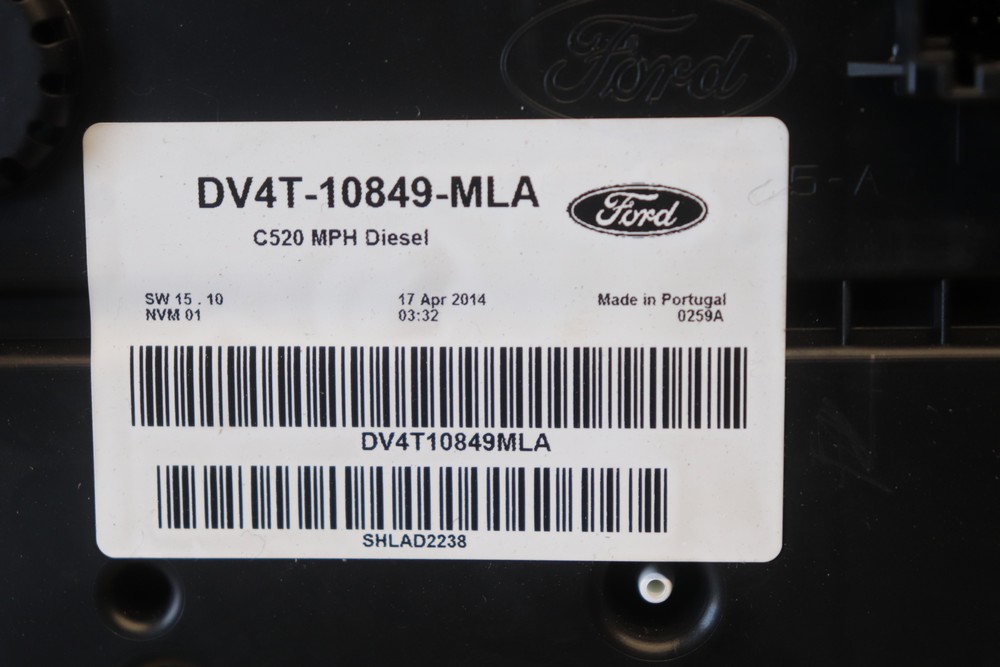 Ford
DV4T-10849-MLA
Ford
C520 MPH Diesel
SW 15 . 10
17 Apr 2014
Made in Portugal
NVM 01
03:32
0259A
DV4T10849MLA
SHLAD2238